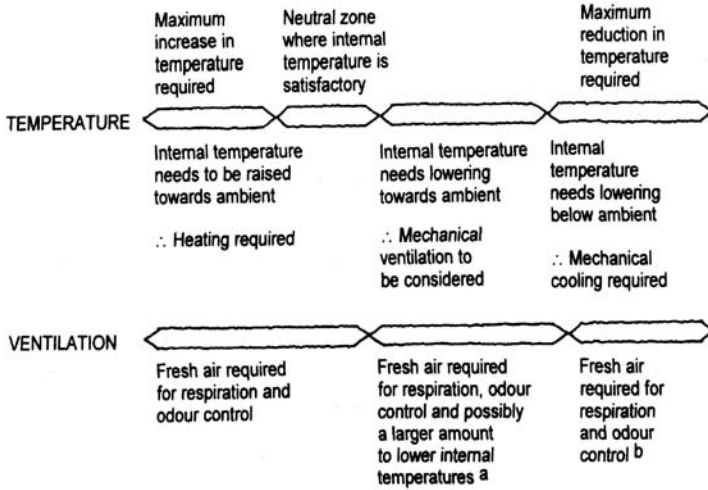 Maximum
increase in
temperature
required
Neutral zone
where internal
temperature is
satisfactory
Maximum
reduction in
temperature
required
TEMPERATURE
Internal temperature
needs to be raised
towards ambient
∴ Heating required
Internal temperature
needs lowering
towards ambient
∴ Mechanical
ventilation to
be considered
Internal
temperature
needs lowering
below ambient
∴ Mechanical
cooling required
VENTILATION
Fresh air required
for respiration and
odour control
Fresh air required
for respiration, odour
control and possibly
a larger amount
to lower internal
temperatures a
Fresh air
required for
respiration
and odour
control b